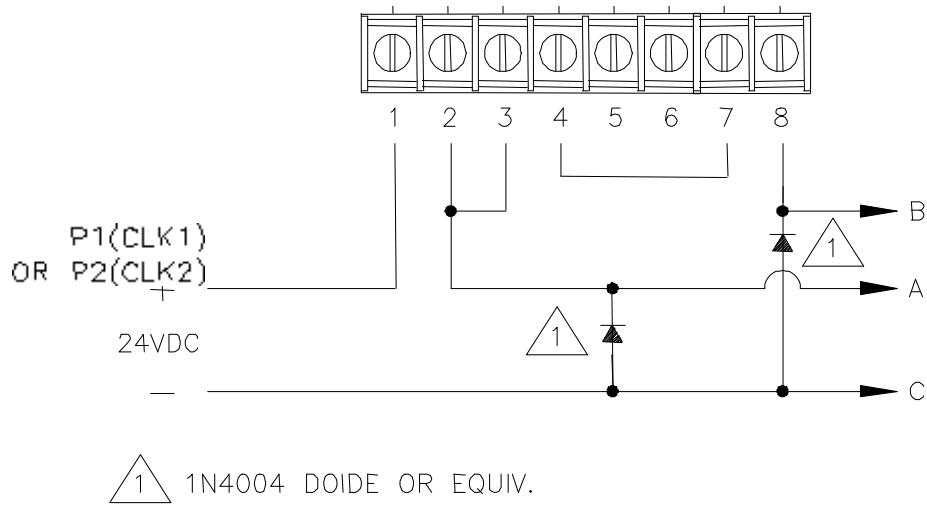 1 2 3 4 5 6 7 8
B
P1(CLK1)
1
OR P2(CLK2)
+
A
1
24VDC
—
C
1 1N4004 DOIDE OR EQUIV.